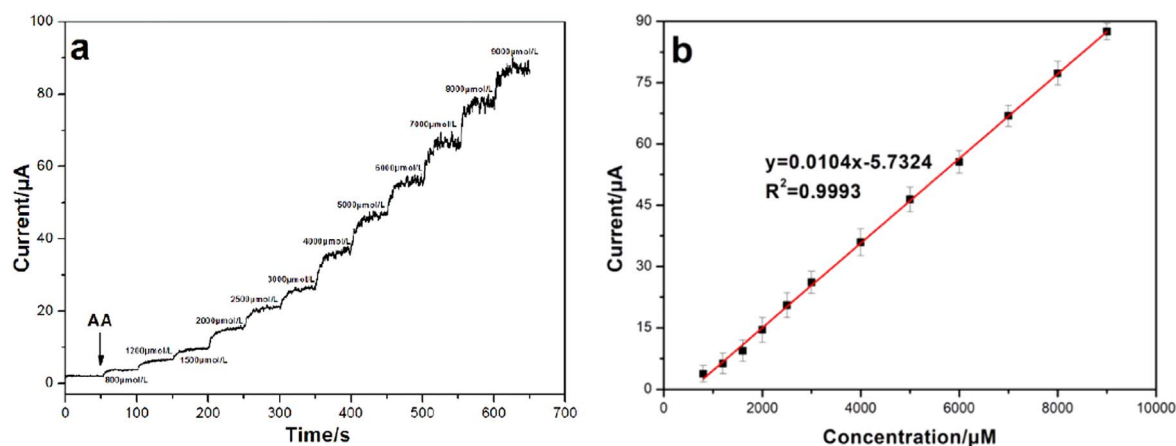 a
100
80
60
40
20
0
Current/µA
AA
800µmol/L
1200µmol/L
1500µmol/L
2000µmol/L
2500µmol/L
3000µmol/L
4000µmol/L
5000µmol/L
6000µmol/L
7000µmol/L
8000µmol/L
9000µmol/L
0 100 200 300 400 500 600 700
Time/s
b
90
75
60
45
30
15
0
Current/µA
y=0.0104x-5.7324
R²=0.9993
2000 4000 6000 8000 10000
Concentration/µM